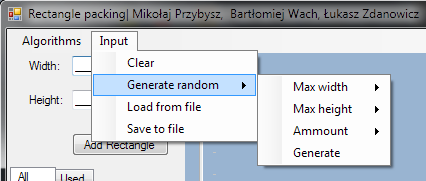 Rectangle packing| Mikołaj Przybysz, Bartłomiej Wach, Łukasz Zdanowicz
Algorithms Input
Width:
Clear
Generate random
Max width
Height:
Load from file
Max height
Save to file
Ammount
Add Rectangle
Generate
All Used